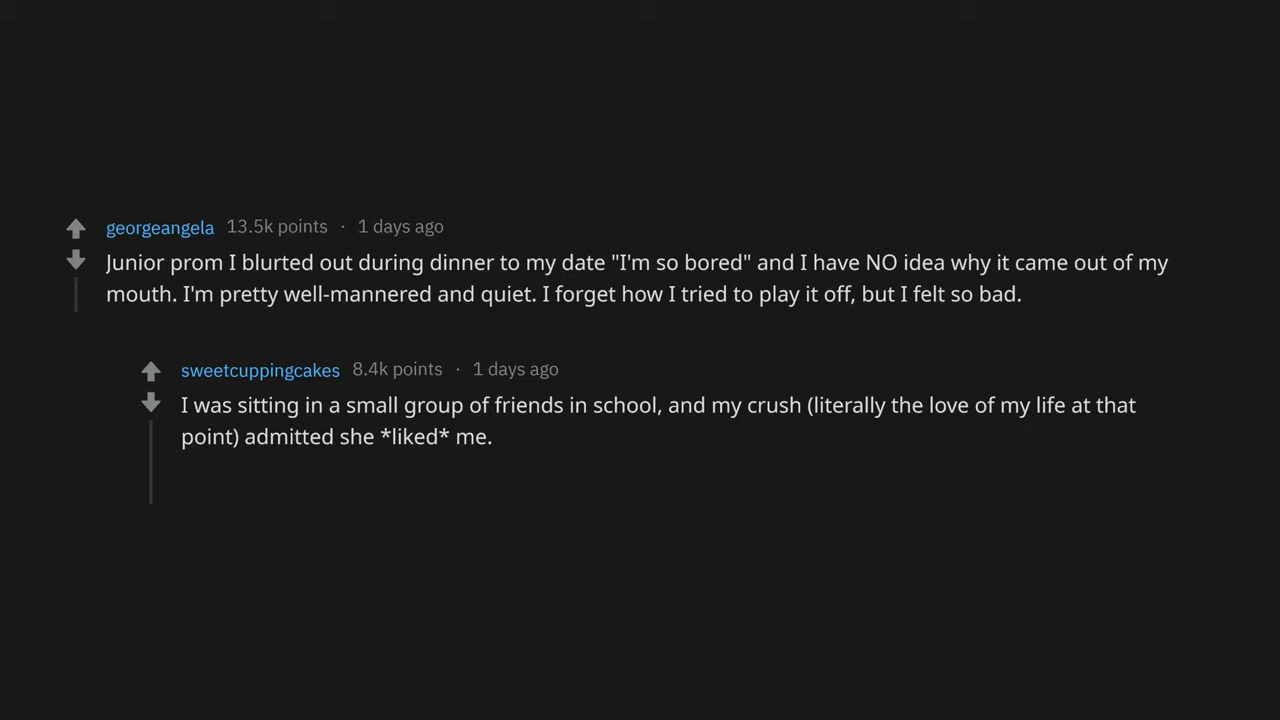 georgeangela 13.5k points · 1 days ago
Junior prom I blurted out during dinner to my date "I'm so bored" and I have NO idea why it came out of my
mouth. I'm pretty well-mannered and quiet. I forget how I tried to play it off, but I felt so bad.
sweetcuppingcakes 8.4k points · 1 days ago
I was sitting in a small group of friends in school, and my crush (literally the love of my life at that
point) admitted she *liked* me.